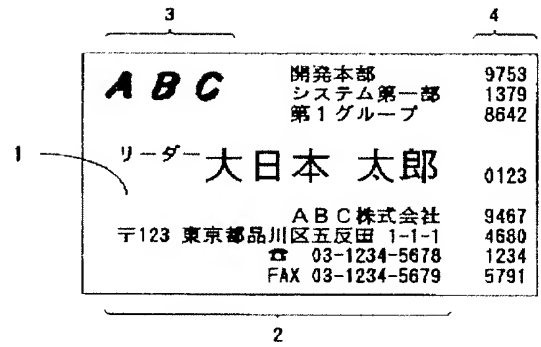 3 4
ABC 開発本部 9753
システム第一部 1379
第1グループ 8642
1 リーダー 大日本 太郎 0123
ABC株式会社 9467
〒123 東京都品川区五反田 1-1-1 4680
☎ 03-1234-5678 1234
FAX 03-1234-5679 5791
2